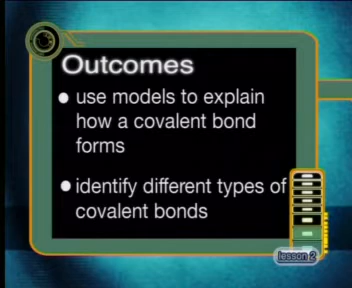 Outcomes
● use models to explain
how a covalent bond
forms
● identify different types of
covalent bonds
lesson 2